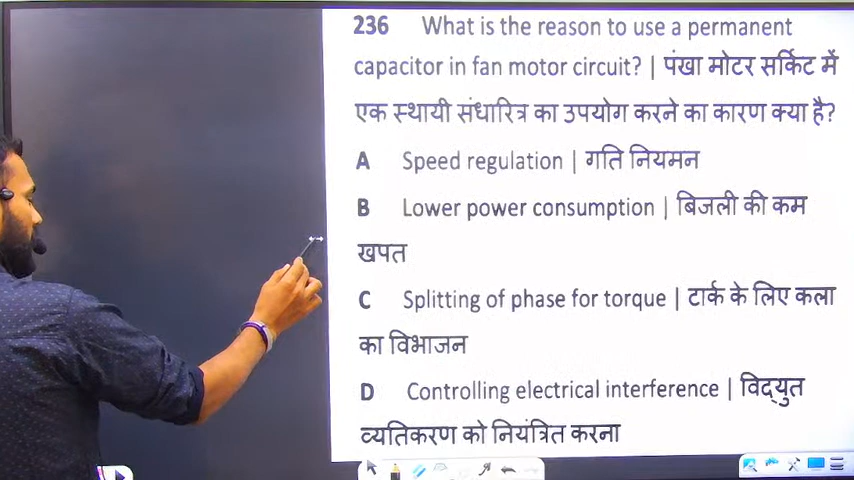 236 What is the reason to use a permanent
capacitor in fan motor circuit? | पंखा मोटर सर्किट में
एक स्थायी संधारित्र का उपयोग करने का कारण क्या है?
A Speed regulation | गति नियमन
B Lower power consumption | बिजली की कम
खपत
C Splitting of phase for torque | टार्क के लिए कला
का विभाजन
D Controlling electrical interference | विद्युत
व्यतिकरण को नियंत्रित करना